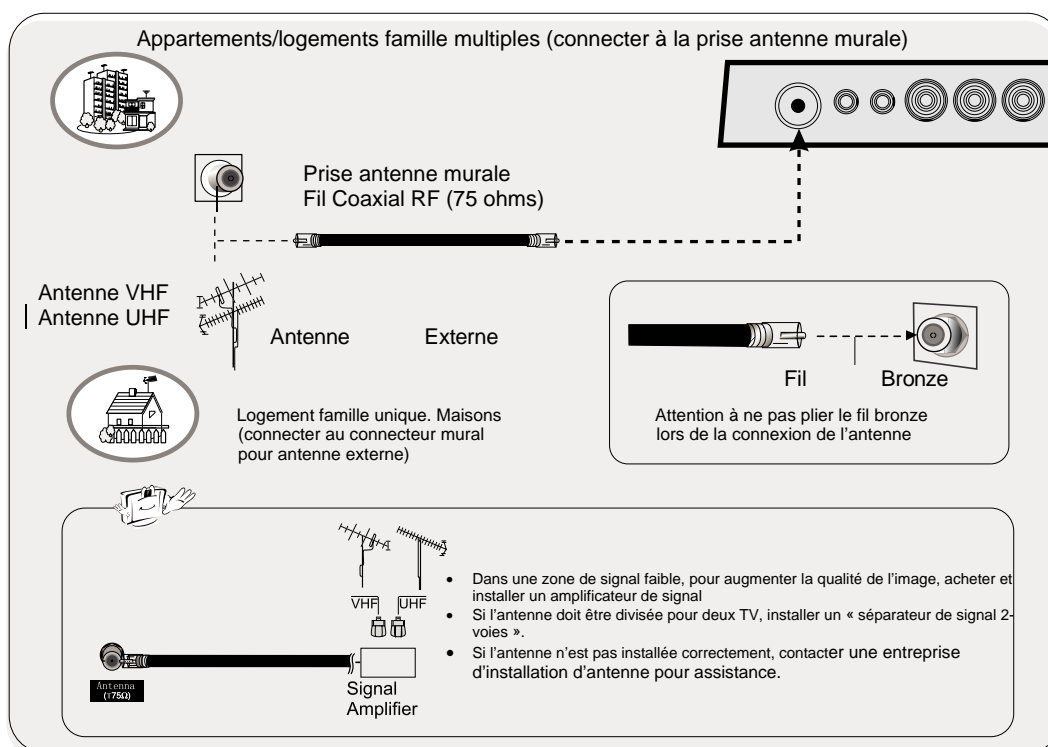 Appartements/logements famille multiples (connecter à la prise antenne murale)
Prise antenne murale
Fil Coaxial RF (75 ohms)
Antenne VHF
Antenne UHF
Antenne Externe
Fil Bronze
Attention à ne pas plier le fil bronze
lors de la connexion de l'antenne
Logement famille unique. Maisons
(connecter au connecteur mural
pour antenne externe)
VHF UHF
• Dans une zone de signal faible, pour augmenter la qualité de l'image, acheter et
installer un amplificateur de signal
• Si l'antenne doit être divisée pour deux TV, installer un « séparateur de signal 2-
voies ».
• Si l'antenne n'est pas installée correctement, contacter une entreprise
d'installation d'antenne pour assistance.
Signal
Amplifier
Antenna
(т75Ω)